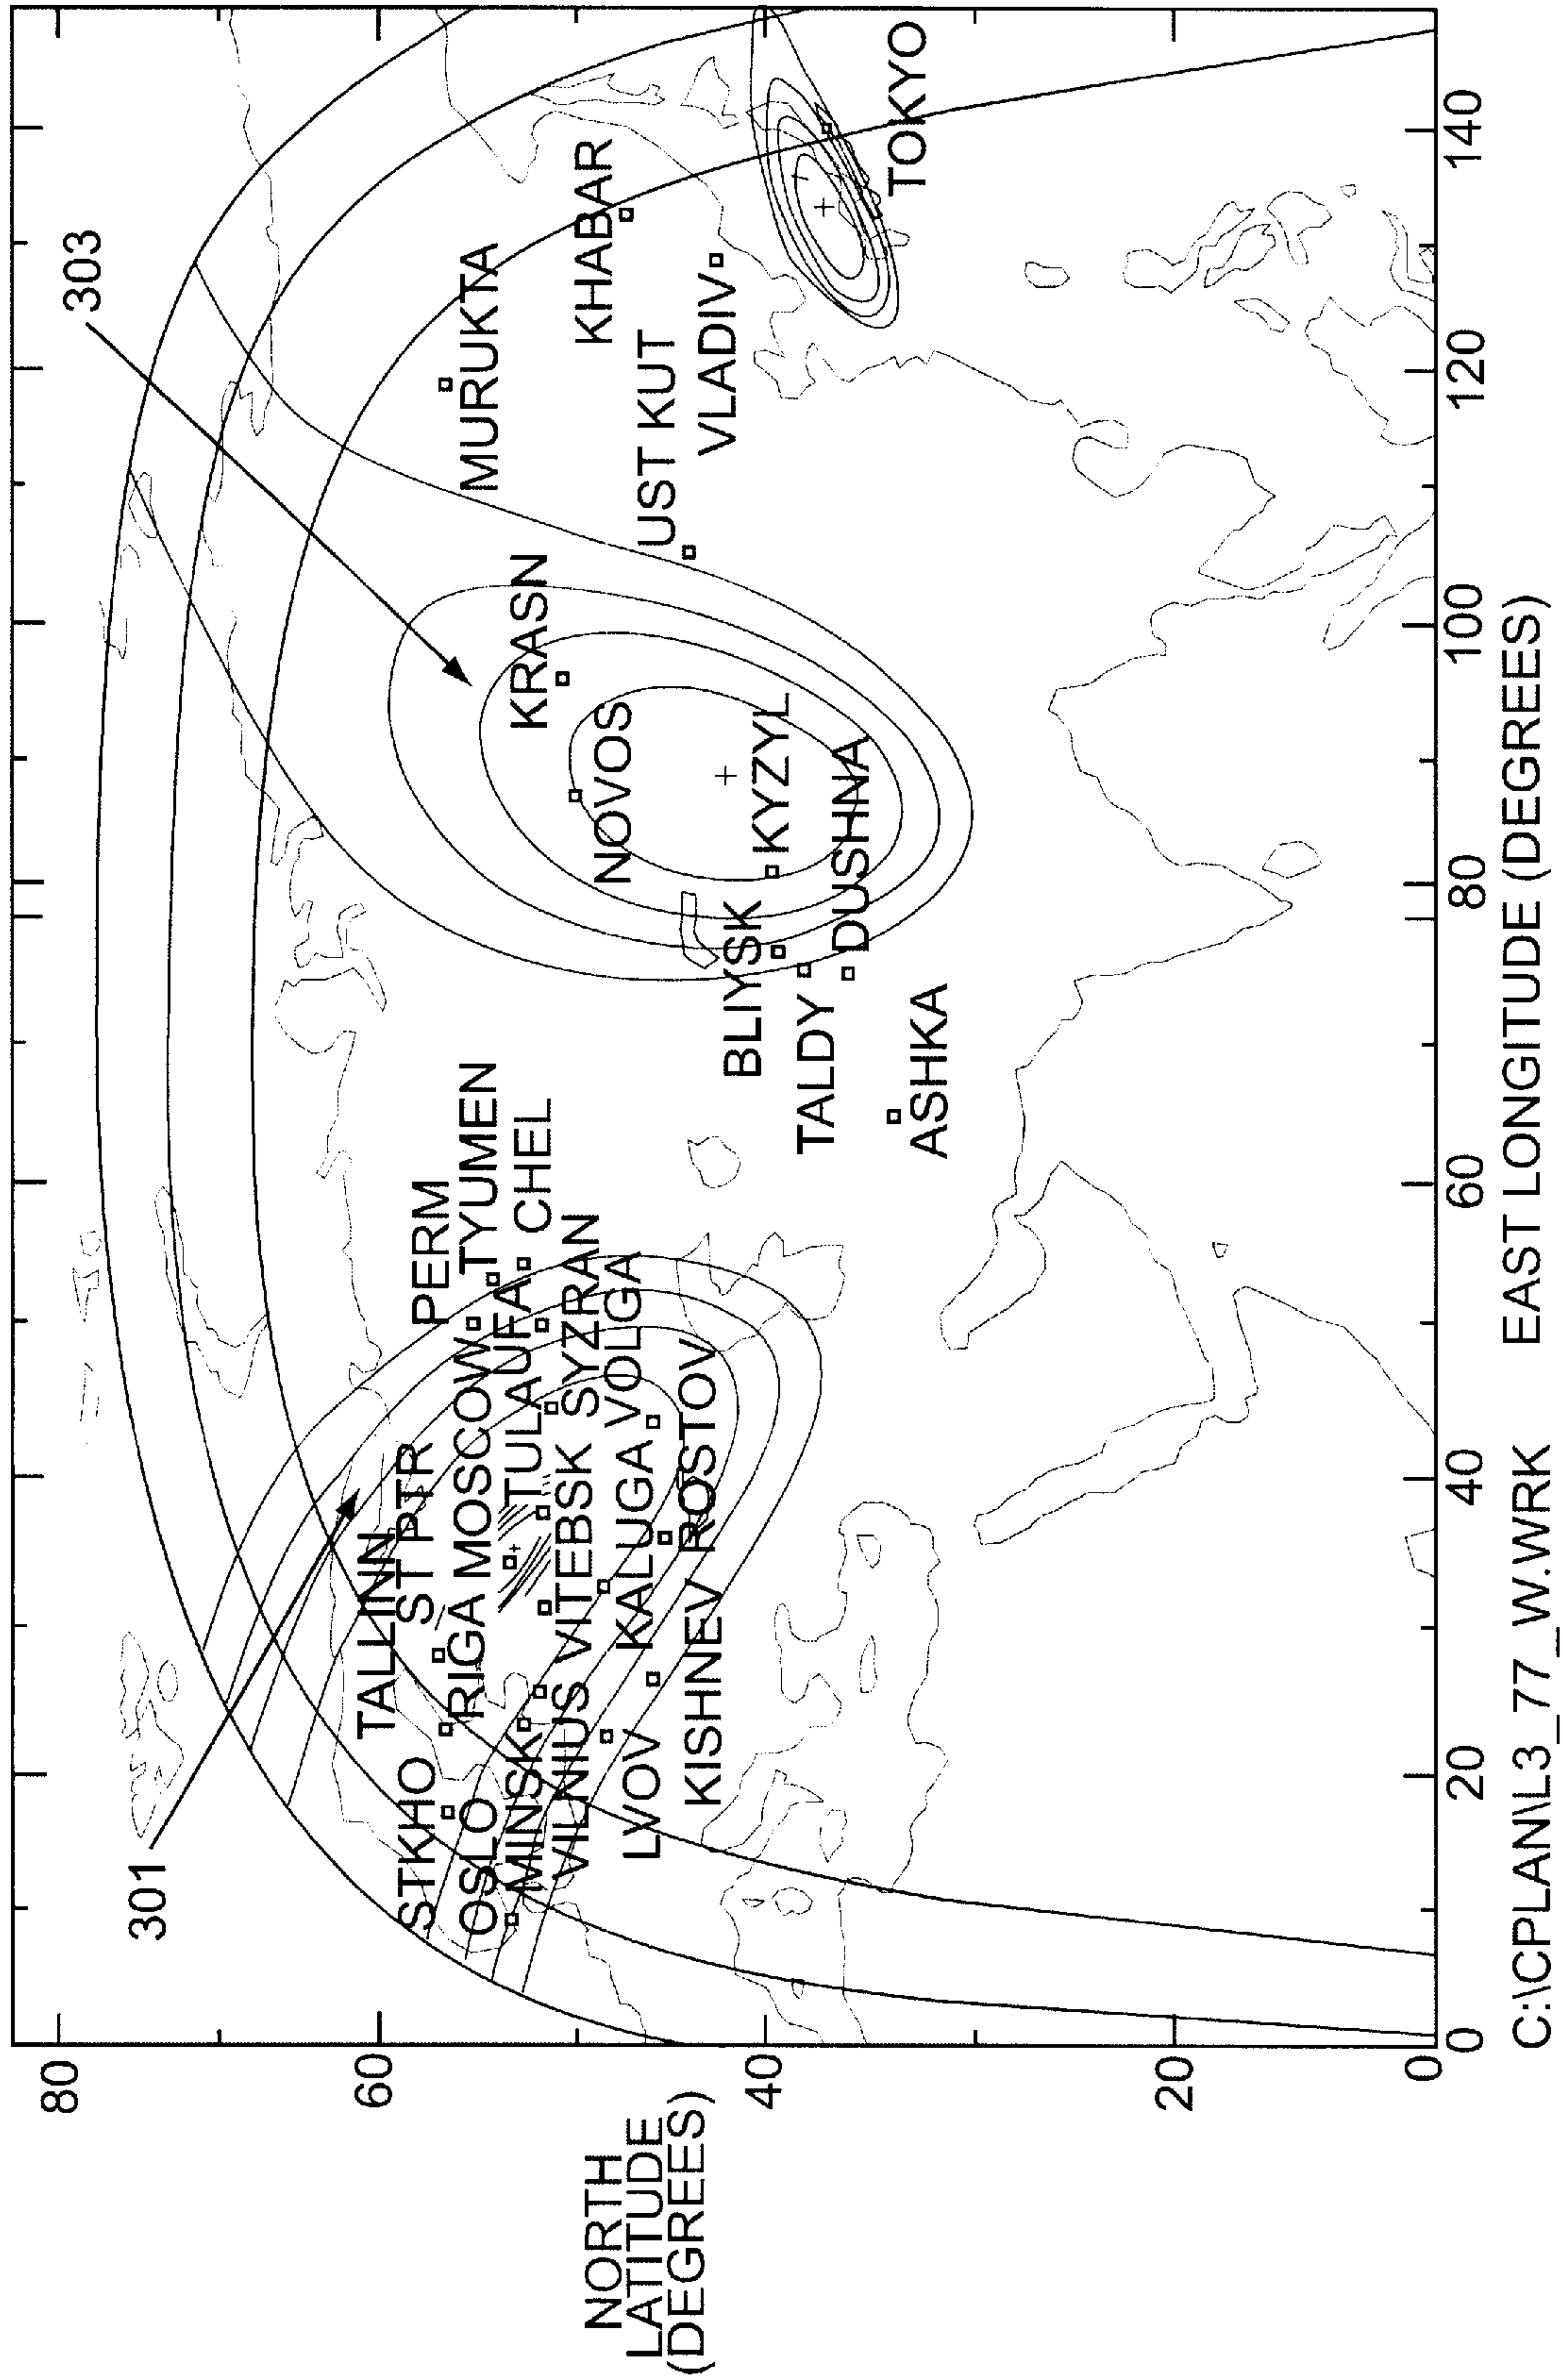 303
301
80
60
40
20
0
NORTH
LATITUDE
(DEGREES)
TALLINN
ST PTR
PERM
STKHO
RIGA
MOSCOW
TYUMEN
OSLO
TULA
UFA
CHEL
MINSK
VILNIUS
VITEBSK
SYZRAN
LVOV
KALUGA
VOLGA
KISHNEV
ROSTOV
KRASN
NOVOS
MURUKTA
KHABAR
UST KUT
VLADIV
BLIYSK
KYZYL
TALDY
DUSHNA
ASHKA
TOKYO
0
20
40
60
80
100
120
140
EAST LONGITUDE (DEGREES)
C:\CPLAN\L3_77_W.WRK